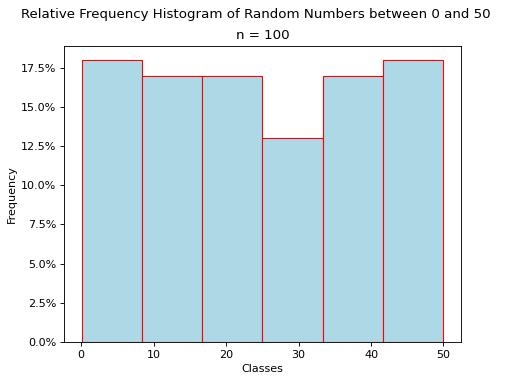 Relative Frequency Histogram of Random Numbers between 0 and 50
n = 100
17.5%
15.0%
12.5%
10.0%
7.5%
5.0%
2.5%
0.0%
Frequency
0 10 20 30 40 50
Classes